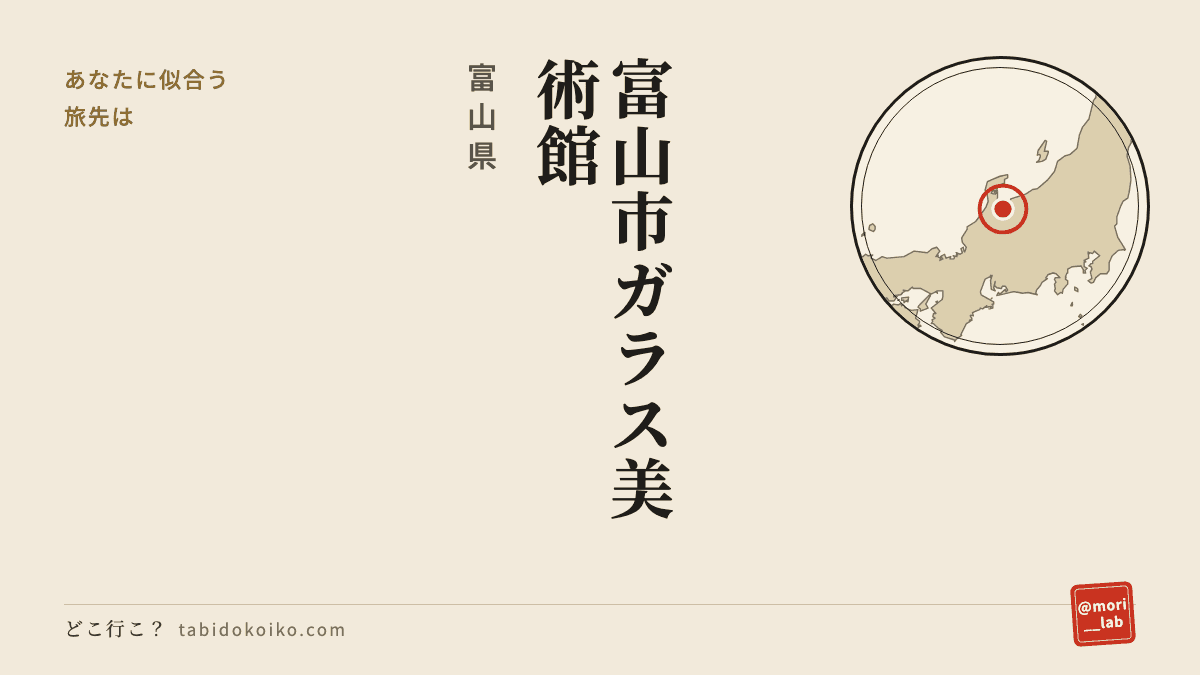 あなたに似合う
旅先は
富山市ガラス美
術館
富山県
どこ行こ？ tabidokoiko.com
@mori
__lab